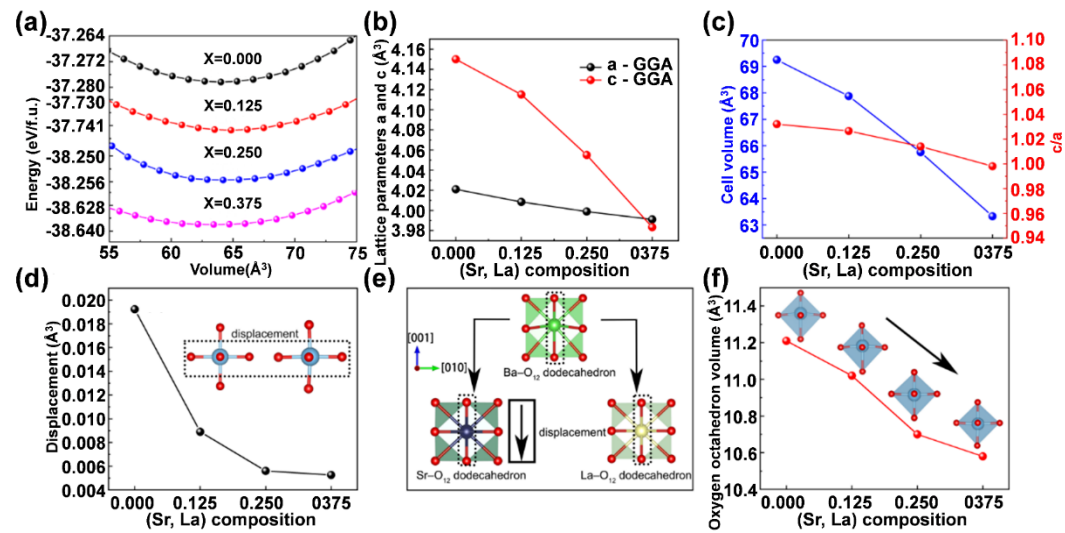 (a)
Energy (eV/f.u.)
-37.264
-37.272
-37.280
-37.730
-37.741
-38.250
-38.256
-38.628
-38.640
X=0.000
X=0.125
X=0.250
X=0.375
55 60 65 70 75
Volume(Å³)
(b)
Lattice parameters a and c (Å³)
4.16
4.14
4.12
4.10
4.08
4.06
4.04
4.02
4.00
3.98
a - GGA
c - GGA
0.000 0.125 0.250 0375
(Sr, La) composition
(c)
Cell volume (Å³)
70
69
68
67
66
65
64
63
1.10
1.08
1.06
1.04
1.02
1.00
0.98
0.96
0.94
c/a
0.000 0.125 0.250 0375
(Sr, La) composition
(d)
Displacement (Å³)
0.020
0.018
0.016
0.014
0.012
0.010
0.008
0.006
0.004
displacement
0.000 0.125 0.250 0375
(Sr, La) composition
(e)
[001]
[010]
Ba–O₁₂ dodecahedron
displacement
Sr–O₁₂ dodecahedron
La–O₁₂ dodecahedron
(f)
Oxygen octahedron volume (Å³)
11.4
11.2
11.0
10.8
10.6
10.4
0.000 0.125 0.250 0375
(Sr, La) composition